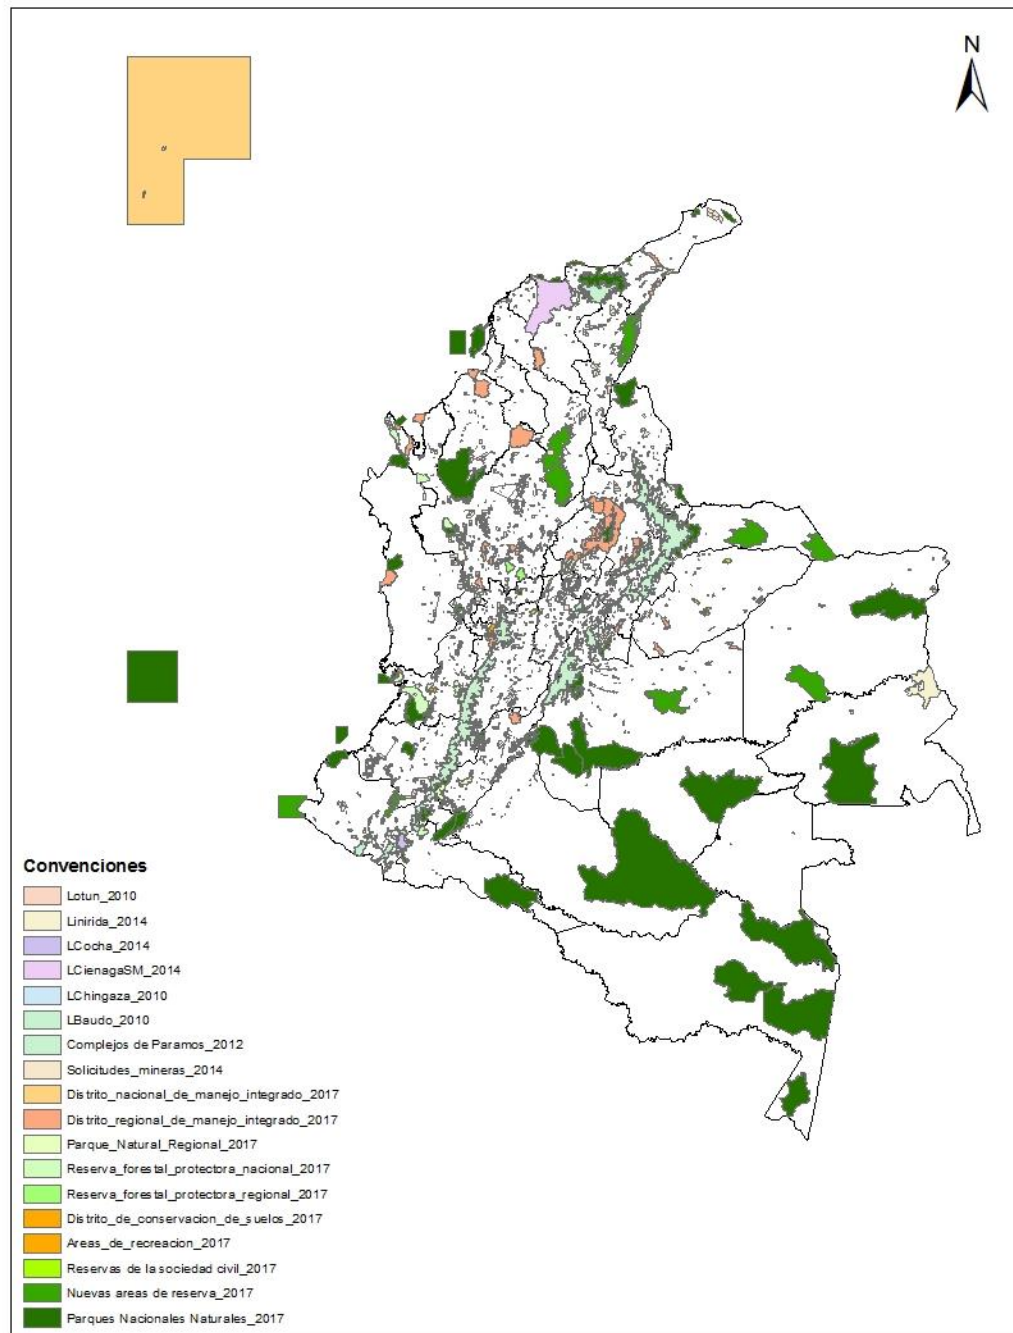 N
Convenciones
Lotun_2010
Linirida_2014
LCocha_2014
LCienagaSM_2014
LChingaza_2010
LBaudo_2010
Complejos de Paramos_2012
Solicitudes_mineras_2014
Distrito_nacional_de_manejo_integrado_2017
Distrito_regional_de_manejo_integrado_2017
Parque_Natural_Regional_2017
Reserva_forestal_protectora_nacional_2017
Reserva_forestal_protectora_regional_2017
Distrito_de_conservacion_de_suelos_2017
Areas_de_recreacion_2017
Reservas de la sociedad civil_2017
Nuevas areas de reserva_2017
Parques Nacionales Naturales_2017